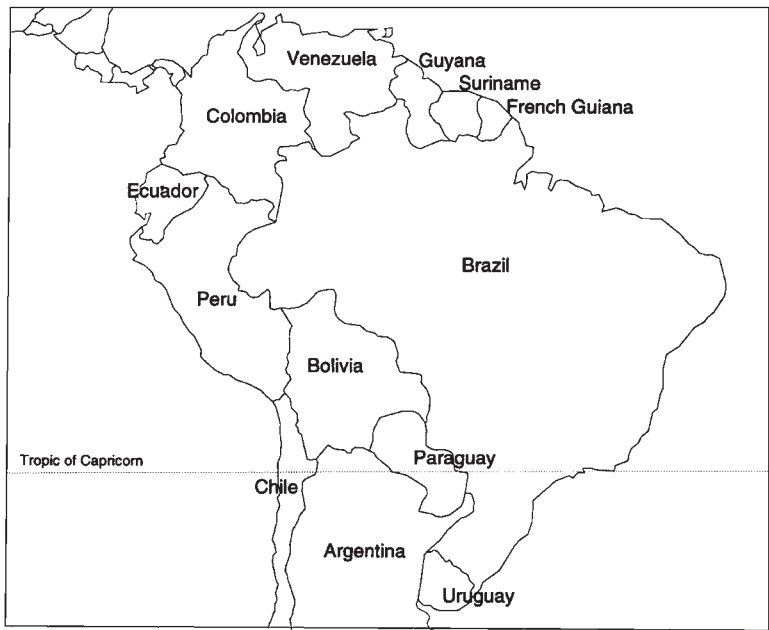 Venezuela
Guyana
Suriname
French Guiana
Colombia
Ecuador
Brazil
Peru
Bolivia
Tropic of Capricorn
Paraguay
Chile
Argentina
Uruguay